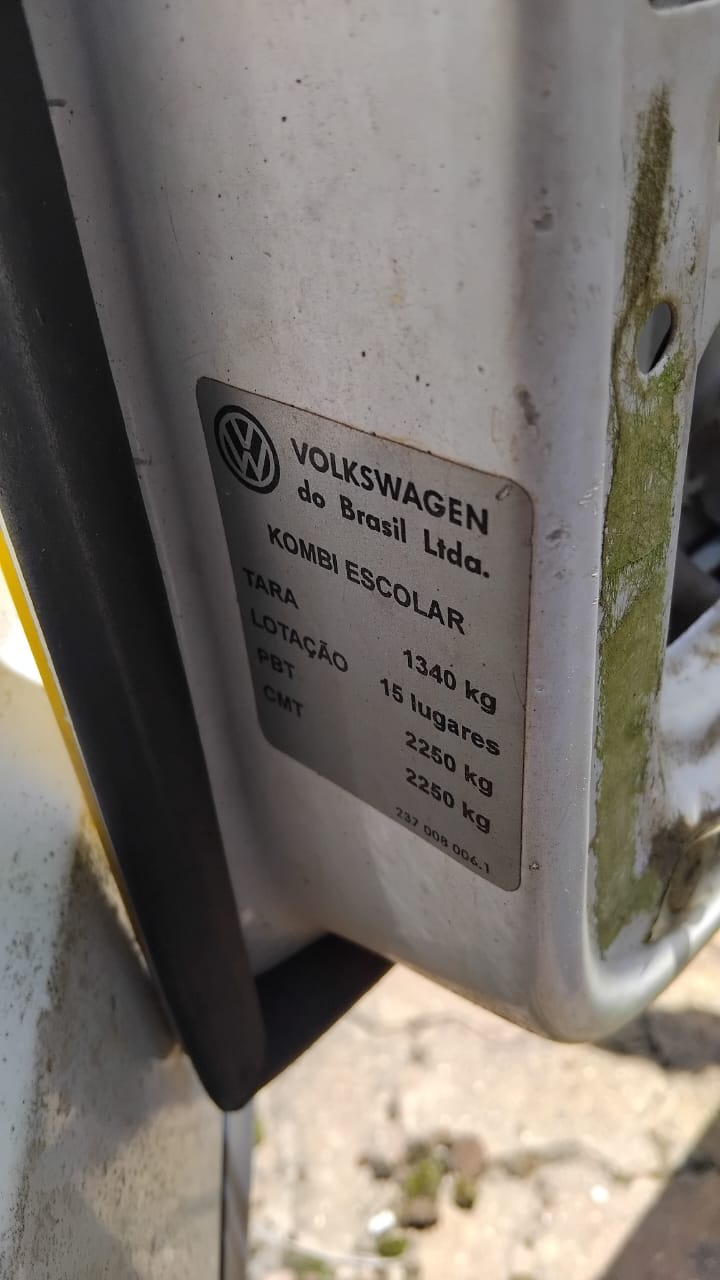 VOLKSWAGEN
do Brasil Ltda.
KOMBI ESCOLAR
TARA 1340 kg
LOTAÇÃO 15 lugares
PBT 2250 kg
CMT 2250 kg
237 008 006.1